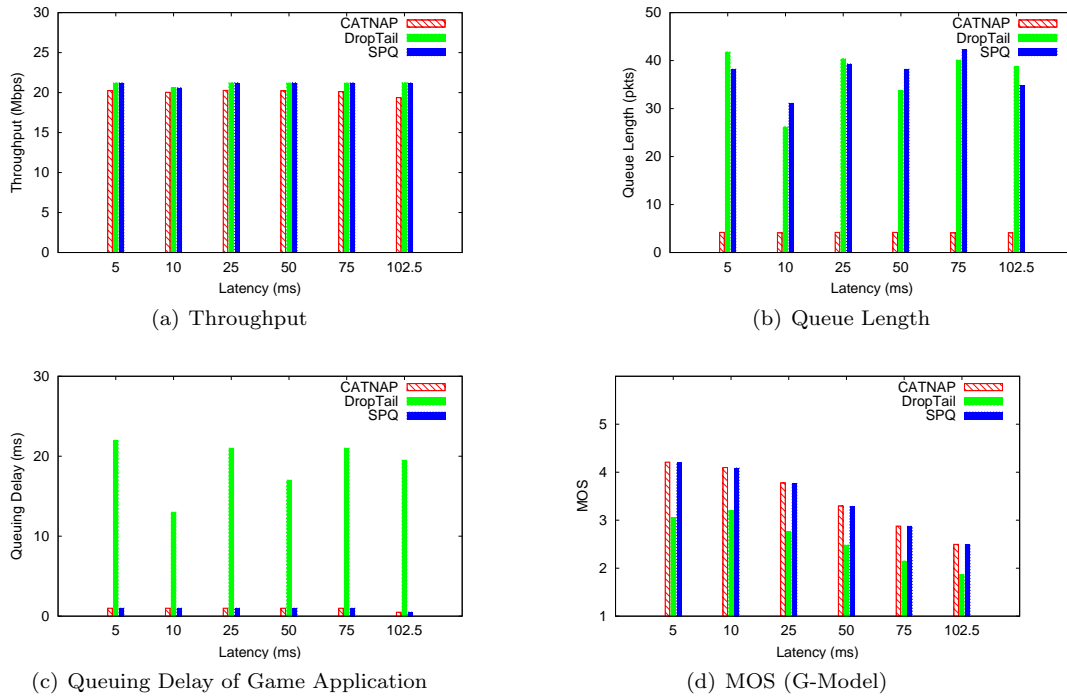 30
25
20
15
10
5
0
Throughput (Mbps)
CATNAP
DropTail
SPQ
5 10 25 50 75 102.5
Latency (ms)
(a) Throughput
50
40
30
20
10
0
Queue Length (pkts)
CATNAP
DropTail
SPQ
5 10 25 50 75 102.5
Latency (ms)
(b) Queue Length
30
20
10
0
Queuing Delay (ms)
CATNAP
DropTail
SPQ
5 10 25 50 75 102.5
Latency (ms)
(c) Queuing Delay of Game Application
5
4
3
2
1
MOS
CATNAP
DropTail
SPQ
5 10 25 50 75 102.5
Latency (ms)
(d) MOS (G-Model)